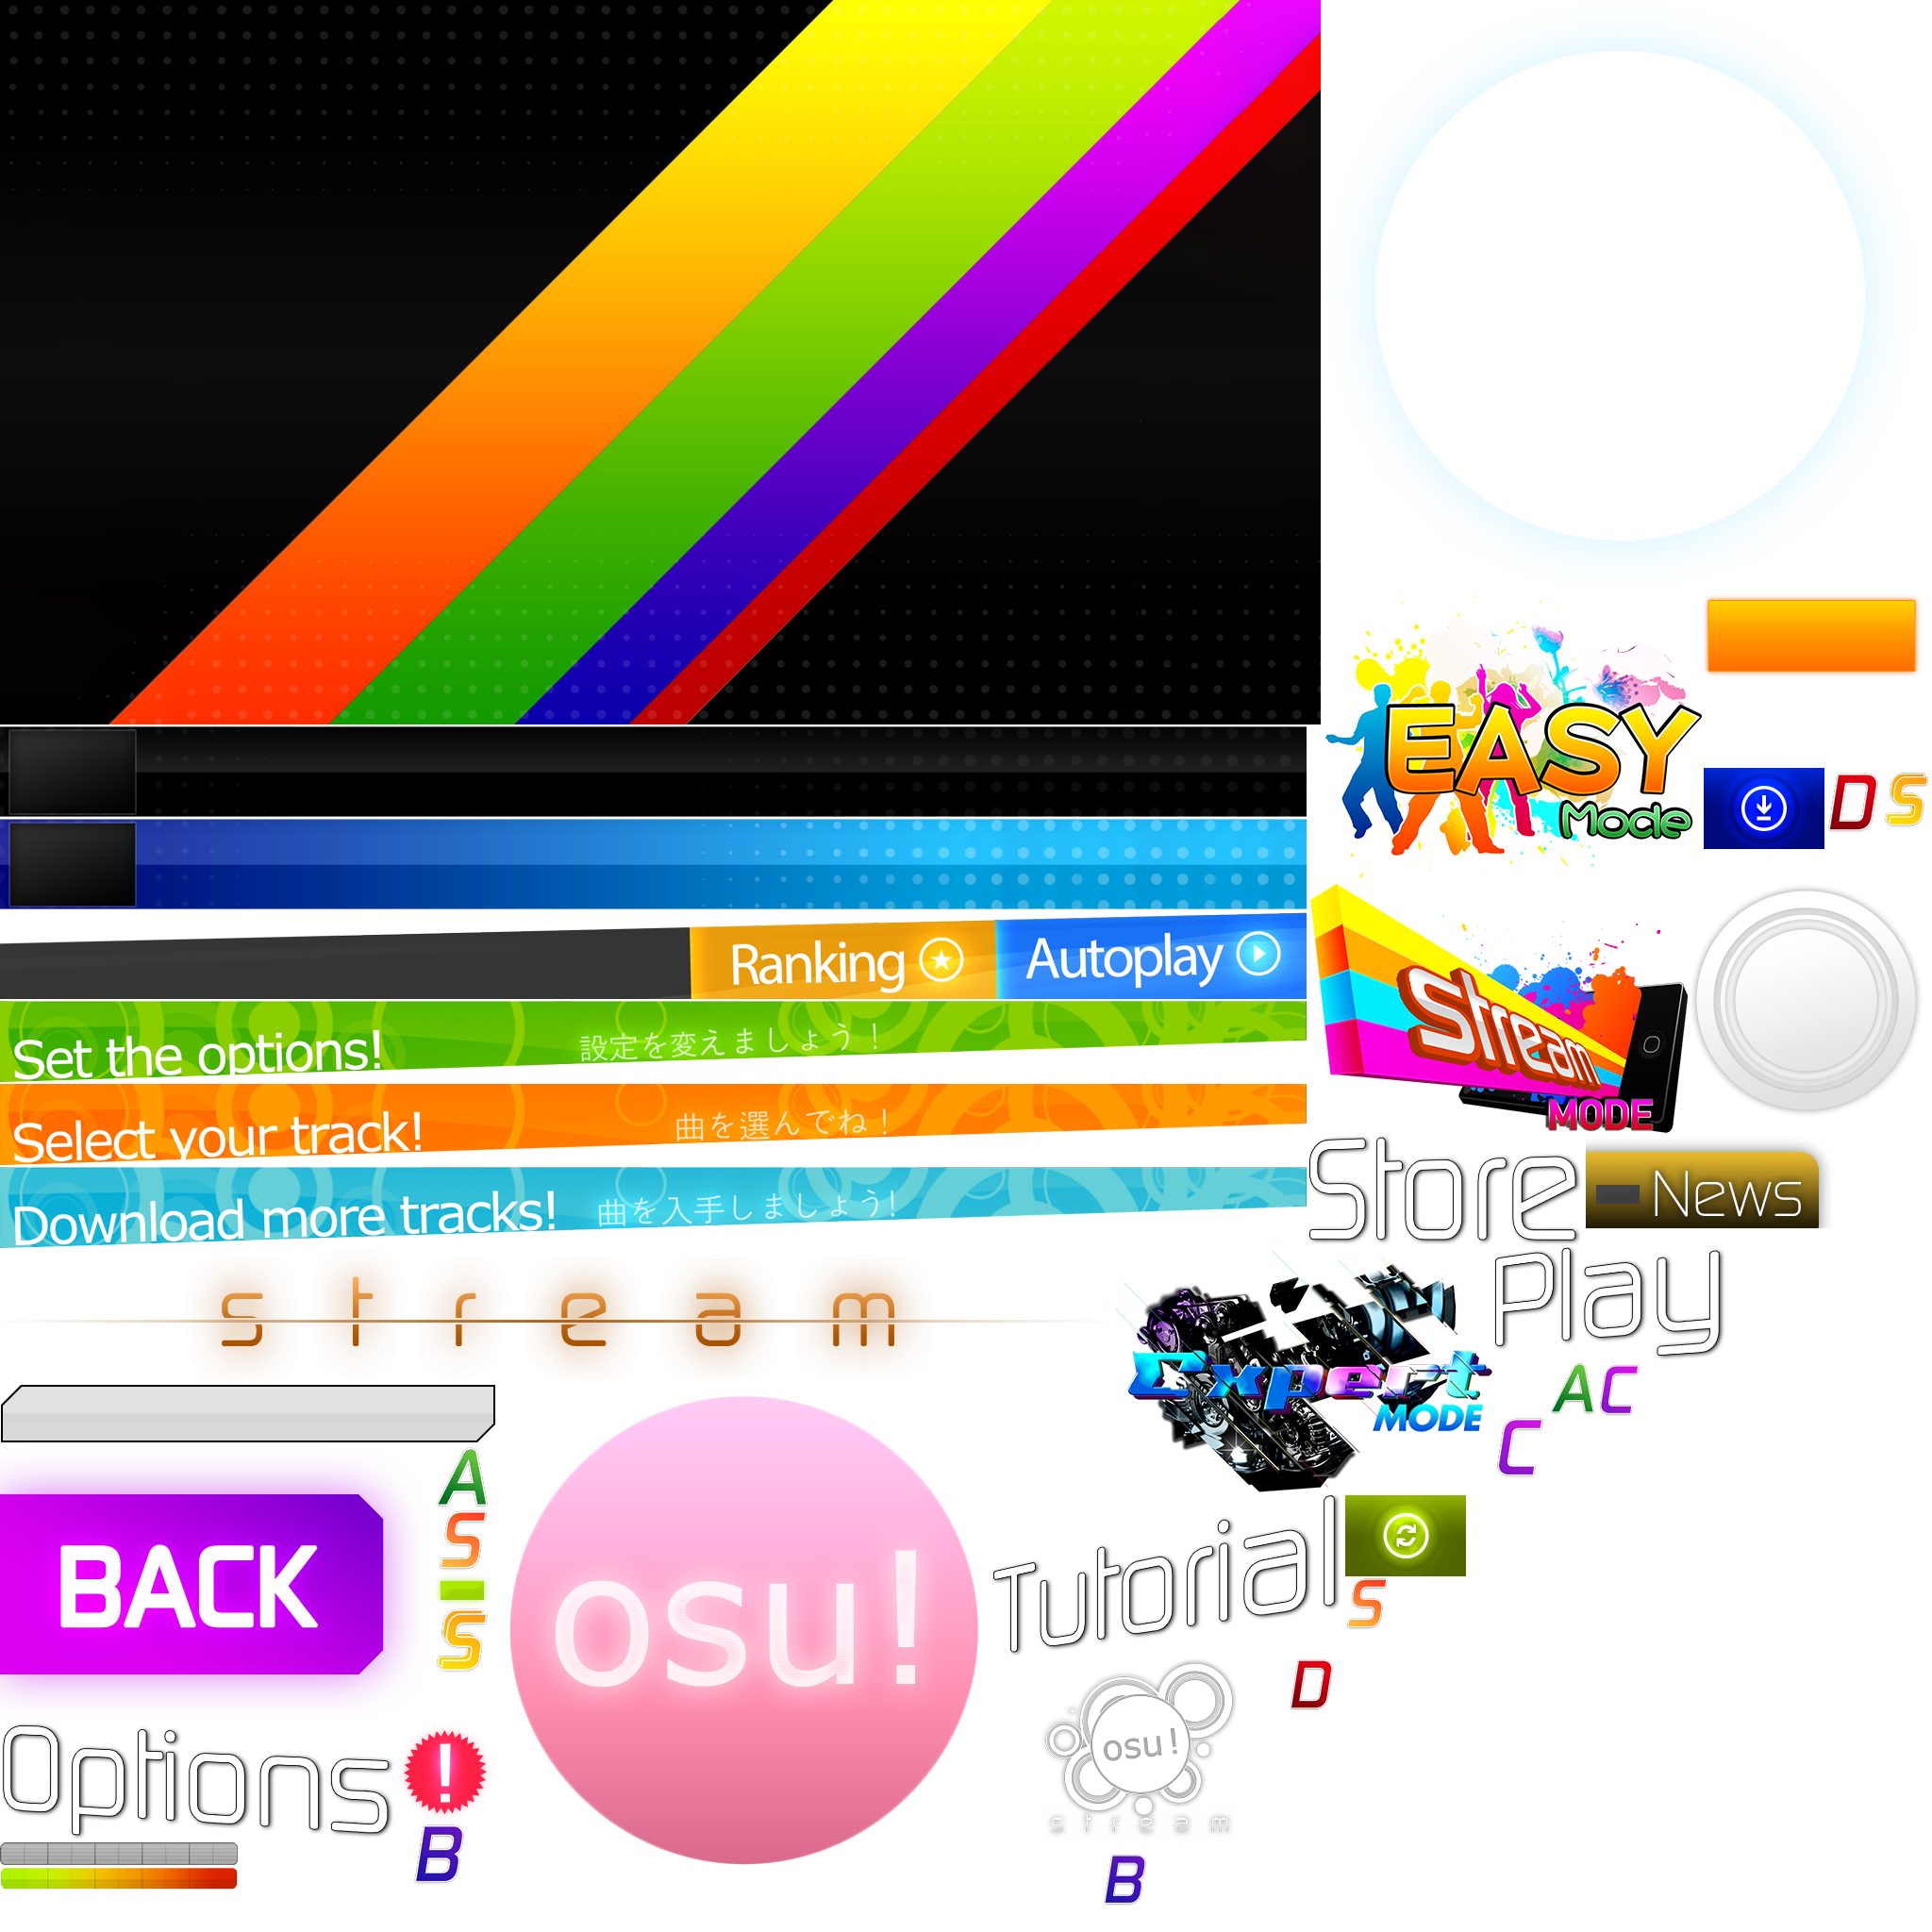 EASY
Mode
D S
Ranking Autoplay
Stream
MODE
Set the options! 設定を変えましょう！
Select your track! 曲を選んでね！
Download more tracks! 曲を入手しましょう！
Store
News
Play
stream
Expert
MODE
A C
C
A
S
S
BACK
osu!
Tutorial
S
D
Options
!
B
osu!
stream
B